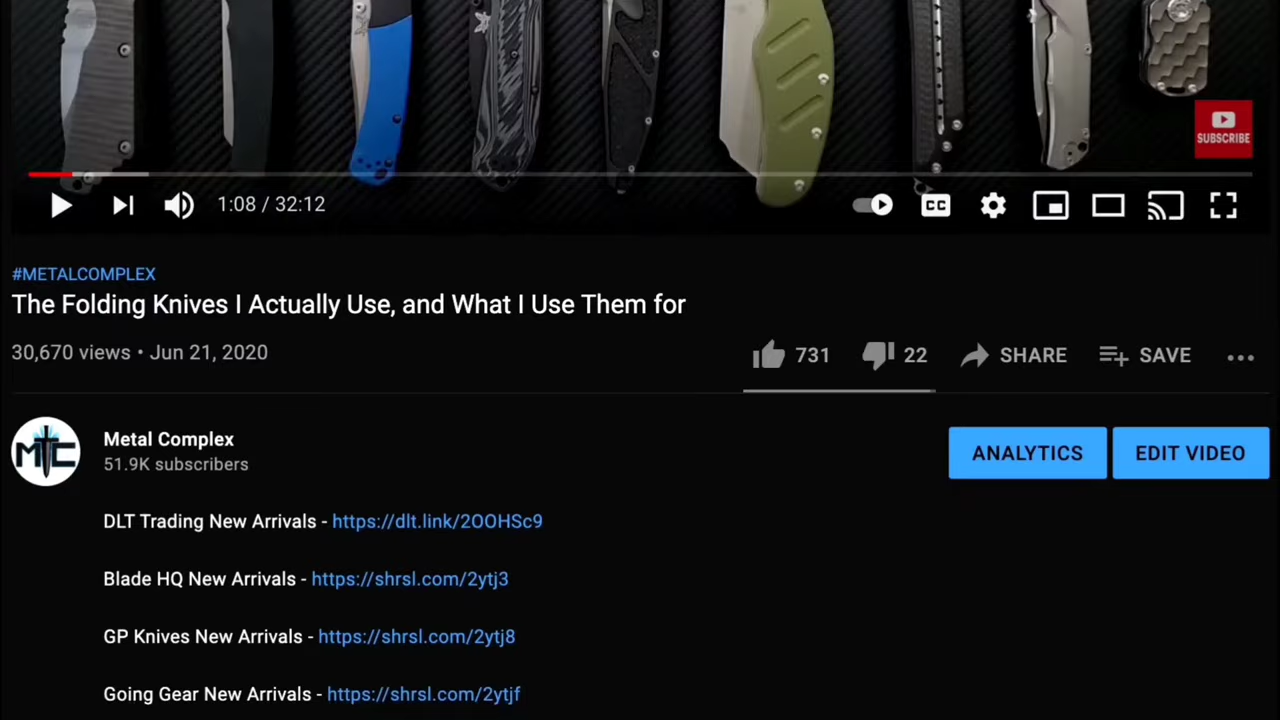 SUBSCRIBE
1:08 / 32:12
CC
#METALCOMPLEX
The Folding Knives I Actually Use, and What I Use Them for
30,670 views • Jun 21, 2020
731
22
SHARE
SAVE
MTC
Metal Complex
51.9K subscribers
ANALYTICS
EDIT VIDEO
DLT Trading New Arrivals - https://dlt.link/2OOHSc9
Blade HQ New Arrivals - https://shrsl.com/2ytj3
GP Knives New Arrivals - https://shrsl.com/2ytj8
Going Gear New Arrivals - https://shrsl.com/2ytjf